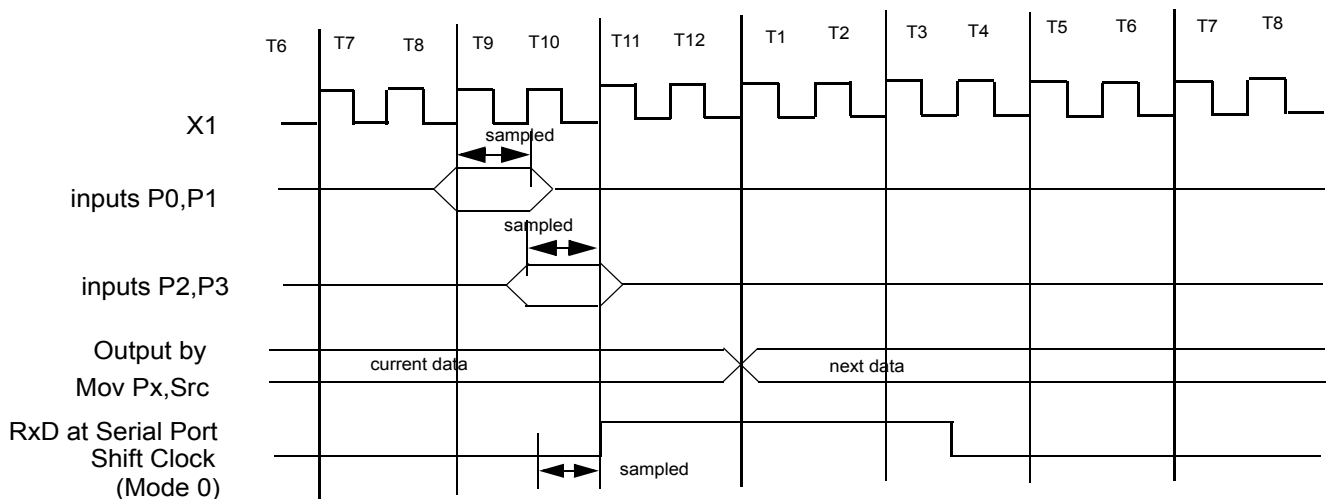 T6 T7 T8 T9 T10 T11 T12 T1 T2 T3 T4 T5 T6 T7 T8
X1
sampled
inputs P0,P1
sampled
inputs P2,P3
Output by
Mov Px,Src
current data
next data
RxD at Serial Port
Shift Clock
(Mode 0)
sampled